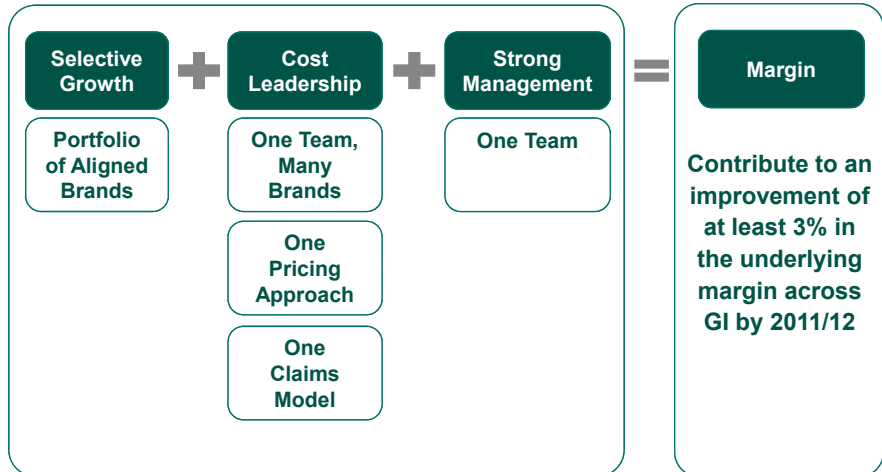 Selective
Growth
+
Cost
Leadership
+
Strong
Management
=
Margin
Portfolio
of Aligned
Brands
One Team,
Many
Brands
One
Pricing
Approach
One
Claims
Model
One Team
Contribute to an
improvement of
at least 3% in
the underlying
margin across
GI by 2011/12